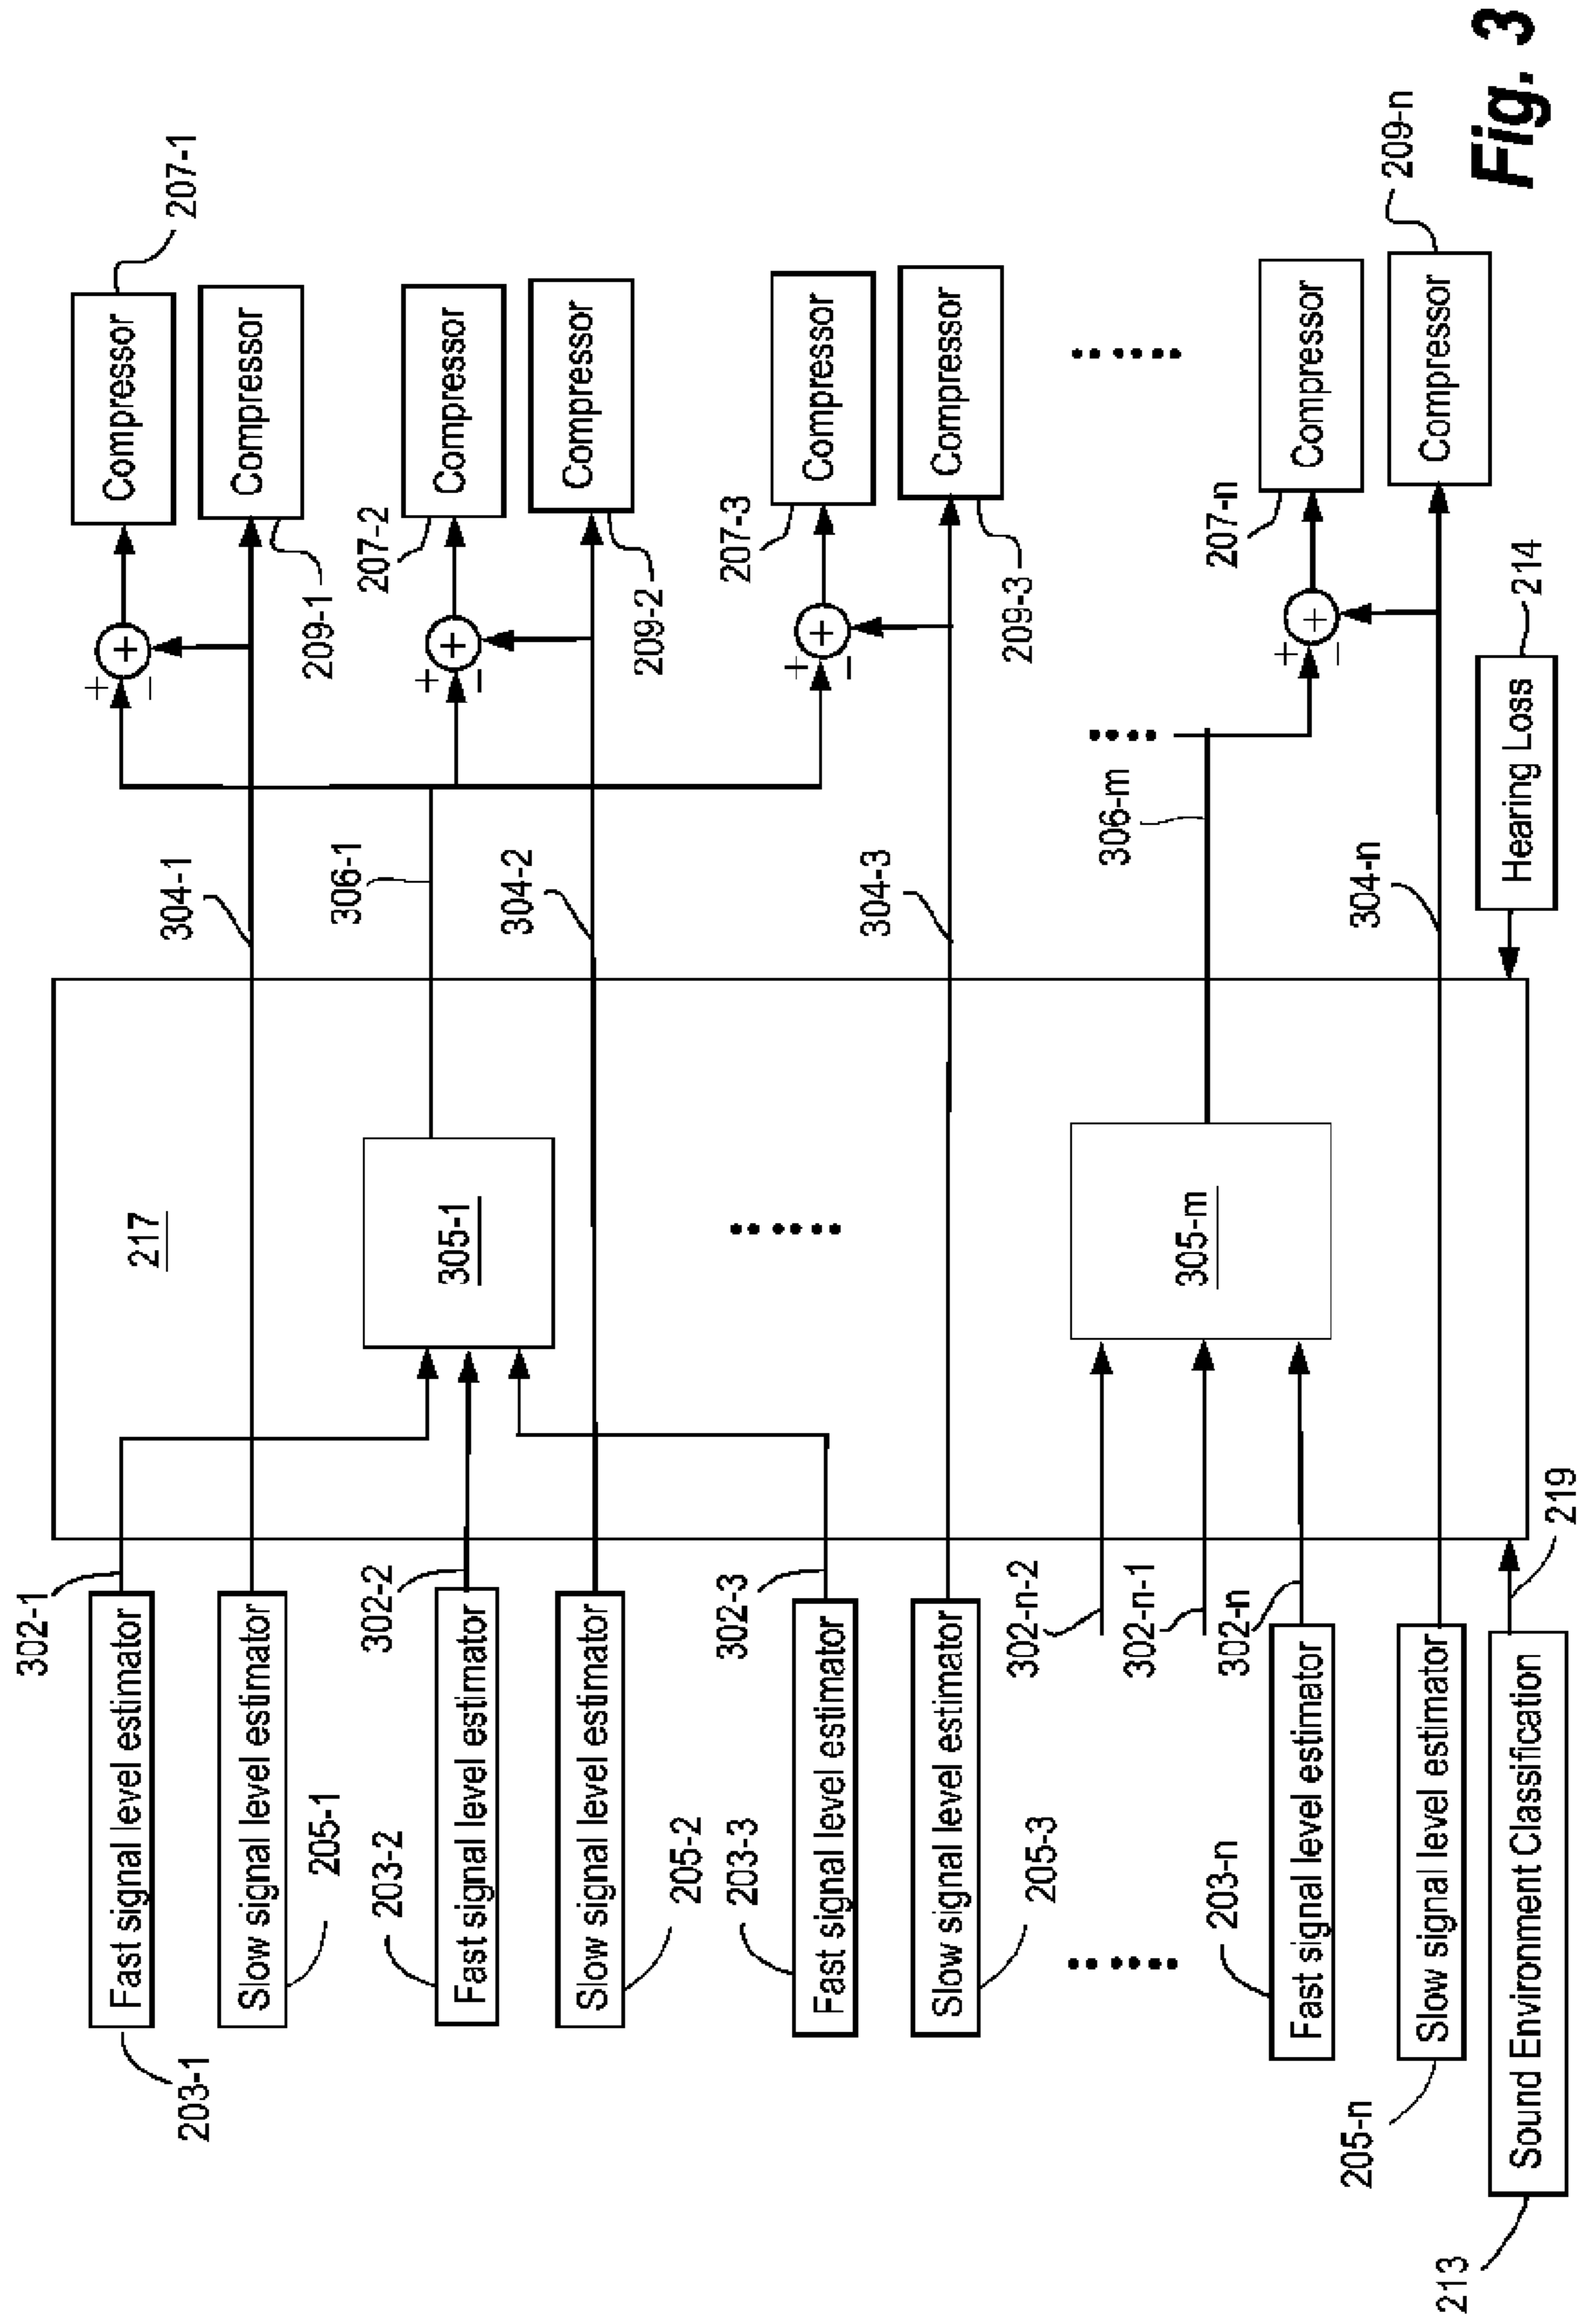 302-1
Fast signal level estimator
203-1
Slow signal level estimator
205-1
302-2
203-2
Fast signal level estimator
Slow signal level estimator
205-2
302-3
203-3
Fast signal level estimator
Slow signal level estimator
205-3
302-n-2
302-n-1
302-n
203-n
Fast signal level estimator
Slow signal level estimator
205-n
Sound Environment Classification
213
219
217
305-1
305-m
304-1
306-1
304-2
304-3
306-m
304-n
Hearing Loss
214
+
−
+
Compressor
207-1
Compressor
209-1
+
−
+
207-2
Compressor
Compressor
209-2
+
−
+
207-3
Compressor
Compressor
209-3
+
−
+
207-n
Compressor
Compressor
209-n
Fig. 3